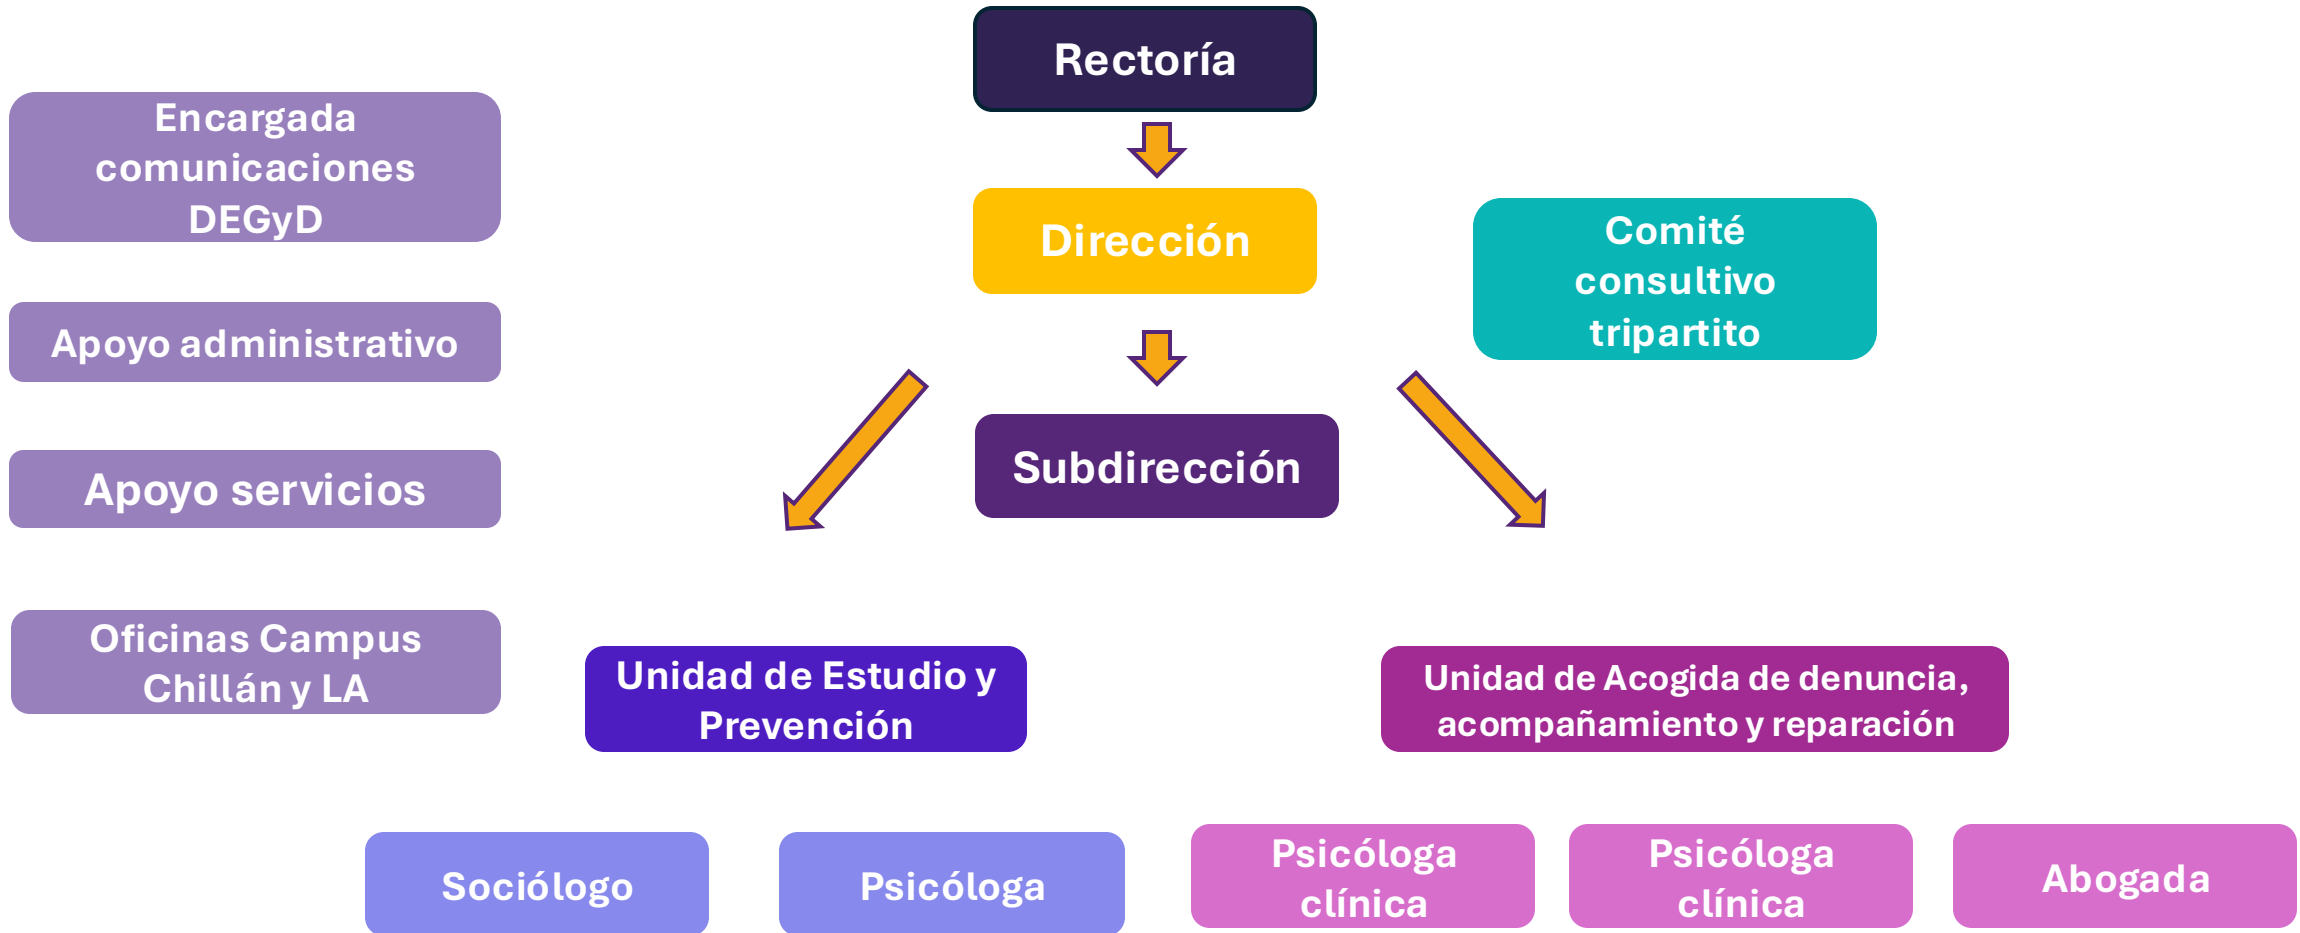 Rectoría
Encargada
comunicaciones
DEGyD
Dirección
Comité
consultivo
tripartito
Apoyo administrativo
Subdirección
Apoyo servicios
Oficinas Campus
Chillán y LA
Unidad de Estudio y
Prevención
Unidad de Acogida de denuncia,
acompañamiento y reparación
Sociólogo
Psicóloga
Psicóloga
clínica
Psicóloga
clínica
Abogada